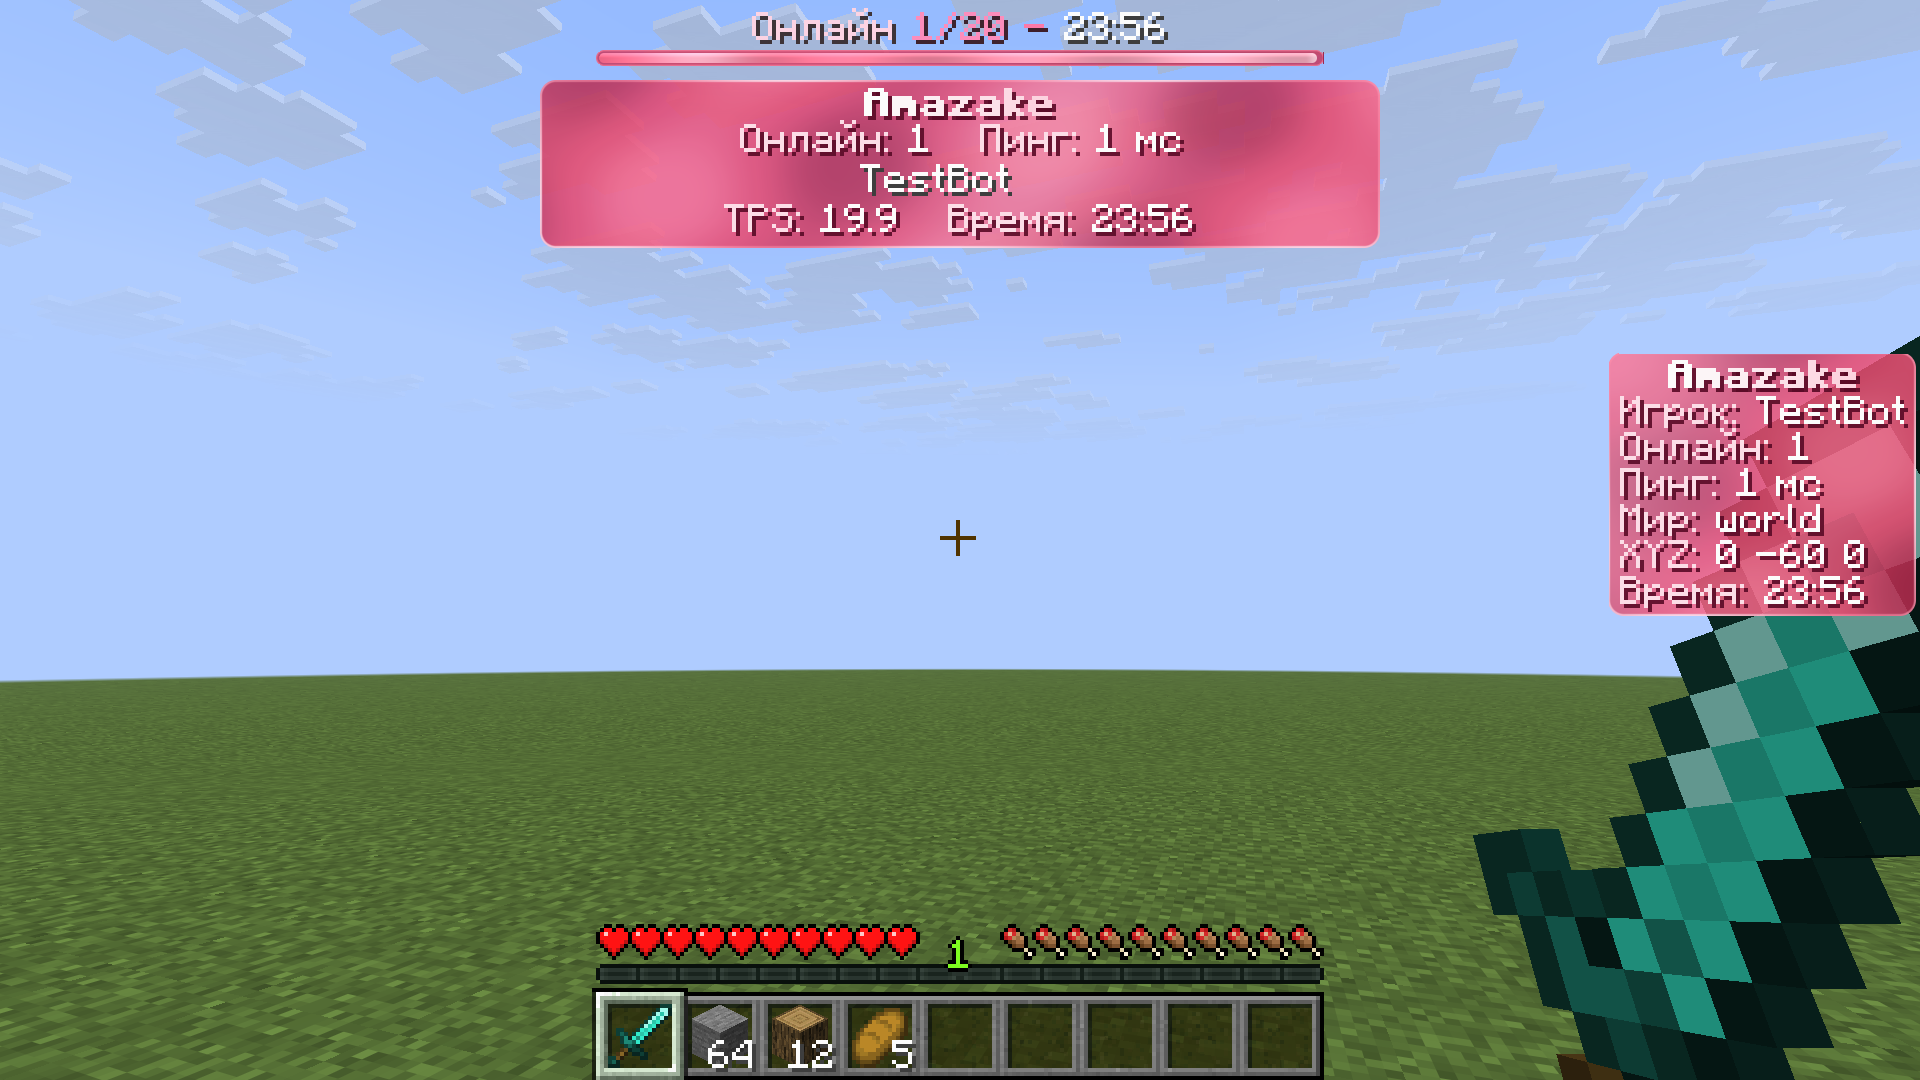 Онлайн 1/20 - 23:56
Amazake
Онлайн: 1 Пинг: 1 мс
TestBot
TPS: 19.9 Время: 23:56
Amazake
Игрок: TestBot
Онлайн: 1
Пинг: 1 мс
Мир: world
XYZ: 0 -60 0
Время: 23:56
1
64 12 5